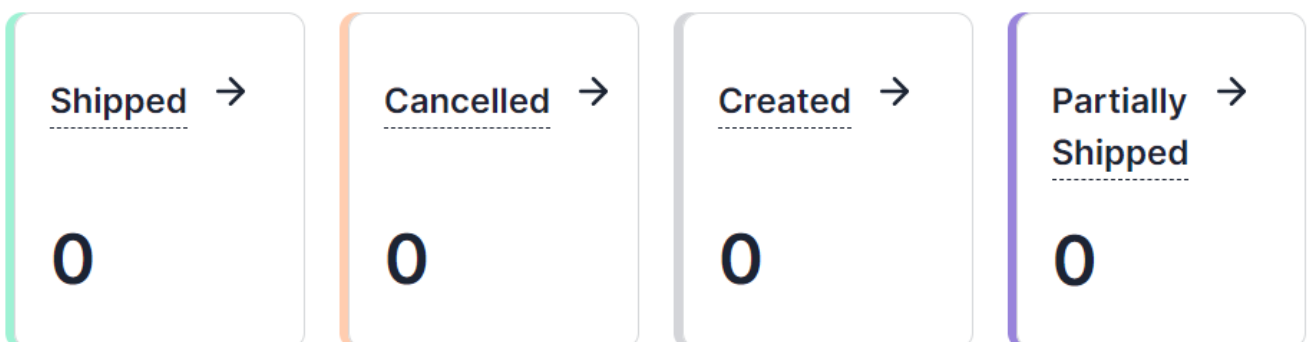 Shipped →
Cancelled →
Created →
Partially →
Shipped
0
0
0
0